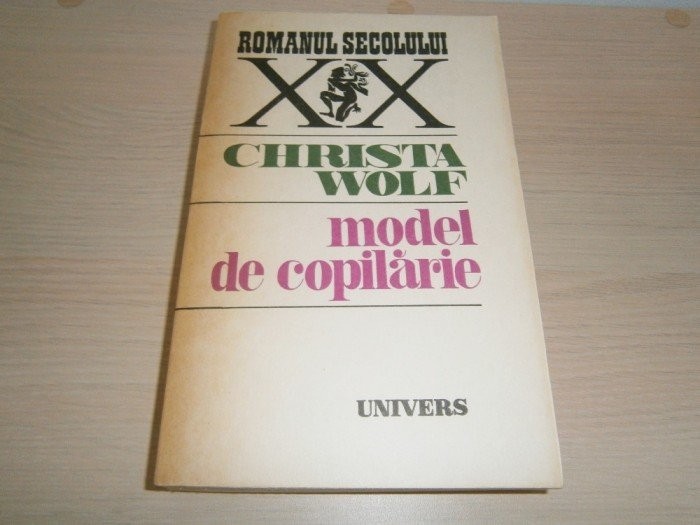 ROMANUL SECOLULUI
XX
CHRISTA
WOLF
model
de copilărie
UNIVERS